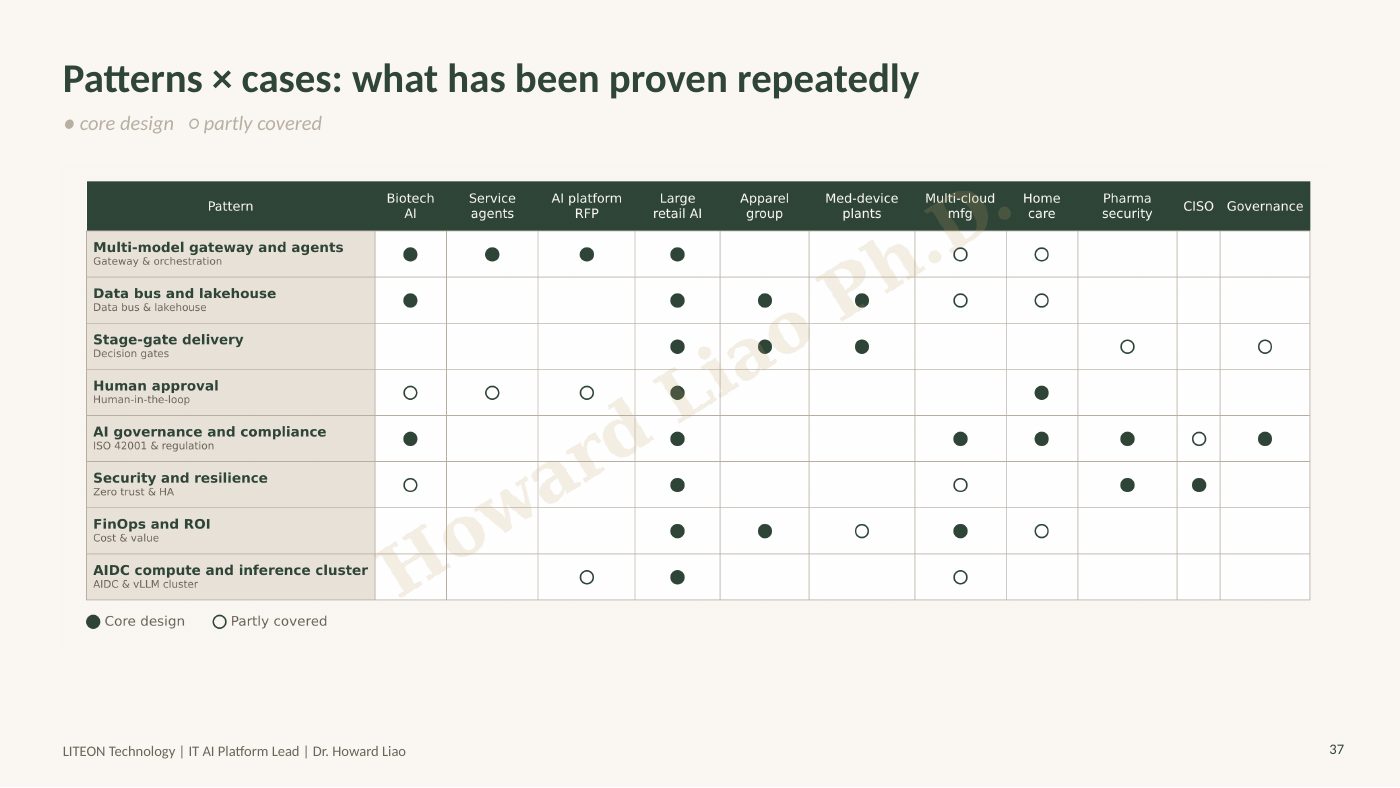 Patterns × cases: what has been proven repeatedly
● core design ○ partly covered
Pattern
Biotech AI
Service agents
AI platform RFP
Large retail AI
Apparel group
Med-device plants
Multi-cloud mfg
Home care
Pharma security
CISO
Governance
Multi-model gateway and agents
Gateway & orchestration
● ● ● ● ○ ○
Data bus and lakehouse
Data bus & lakehouse
● ● ● ● ○ ○
Stage-gate delivery
Decision gates
● ● ● ○ ○
Human approval
Human-in-the-loop
○ ○ ○ ● ●
AI governance and compliance
ISO 42001 & regulation
● ● ● ● ● ○ ●
Security and resilience
Zero trust & HA
○ ● ○ ● ●
FinOps and ROI
Cost & value
● ● ○ ● ○
AIDC compute and inference cluster
AIDC & vLLM cluster
○ ● ○
● Core design ○ Partly covered
Howard Liao Ph.D.
LITEON Technology | IT AI Platform Lead | Dr. Howard Liao
37